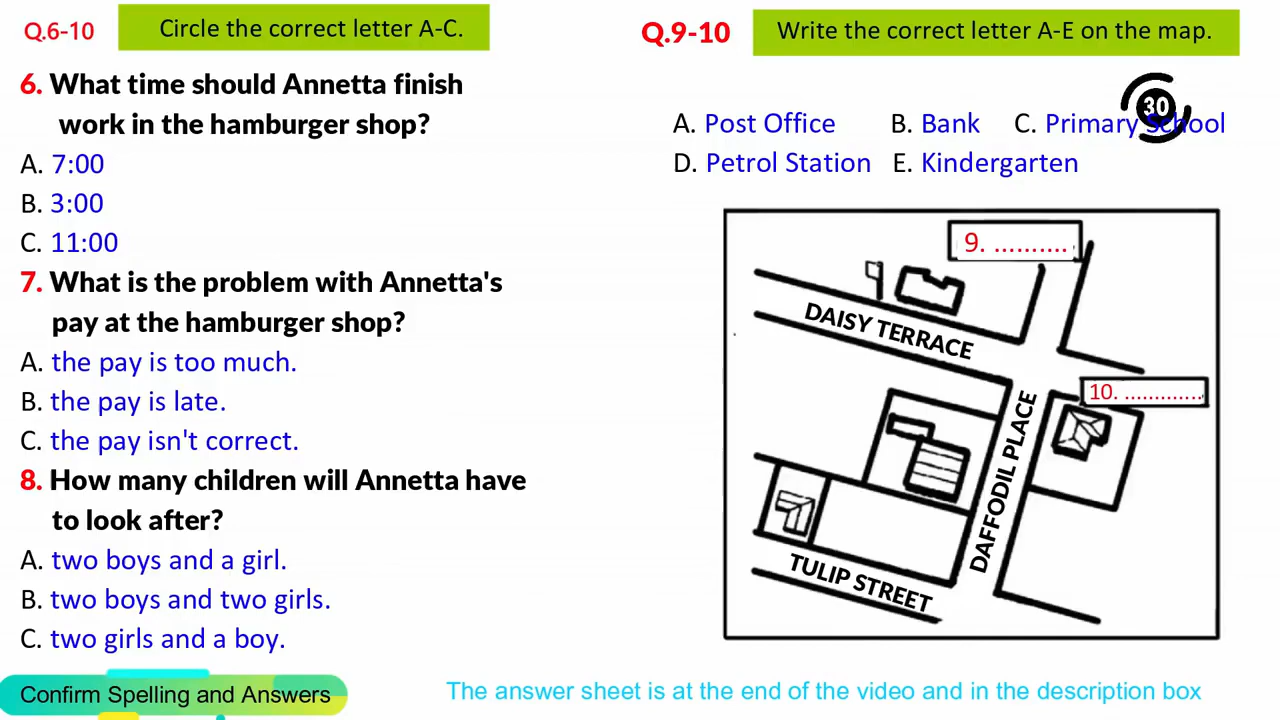 Q.6-10 Circle the correct letter A-C.
6. What time should Annetta finish
work in the hamburger shop?
A. 7:00
B. 3:00
C. 11:00
7. What is the problem with Annetta's
pay at the hamburger shop?
A. the pay is too much.
B. the pay is late.
C. the pay isn't correct.
8. How many children will Annetta have
to look after?
A. two boys and a girl.
B. two boys and two girls.
C. two girls and a boy.
Confirm Spelling and Answers
Q.9-10 Write the correct letter A-E on the map.
30
A. Post Office B. Bank C. Primary School
D. Petrol Station E. Kindergarten
9. ..........
DAISY TERRACE
10. .............
DAFFODIL PLACE
TULIP STREET
The answer sheet is at the end of the video and in the description box